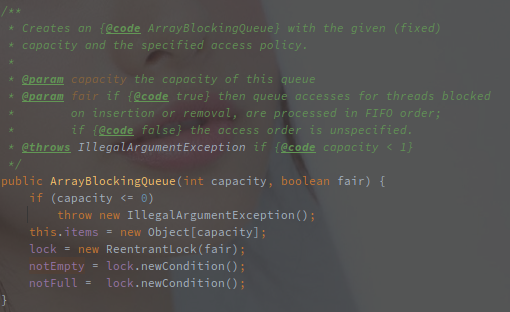 /**
 * Creates an {@code ArrayBlockingQueue} with the given (fixed)
 * capacity and the specified access policy.
 *
 * @param capacity the capacity of this queue
 * @param fair if {@code true} then queue accesses for threads blocked
 *        on insertion or removal, are processed in FIFO order;
 *        if {@code false} the access order is unspecified.
 * @throws IllegalArgumentException if {@code capacity < 1}
 */
public ArrayBlockingQueue(int capacity, boolean fair) {
    if (capacity <= 0)
        throw new IllegalArgumentException();
    this.items = new Object[capacity];
    lock = new ReentrantLock(fair);
    notEmpty = lock.newCondition();
    notFull =  lock.newCondition();
}